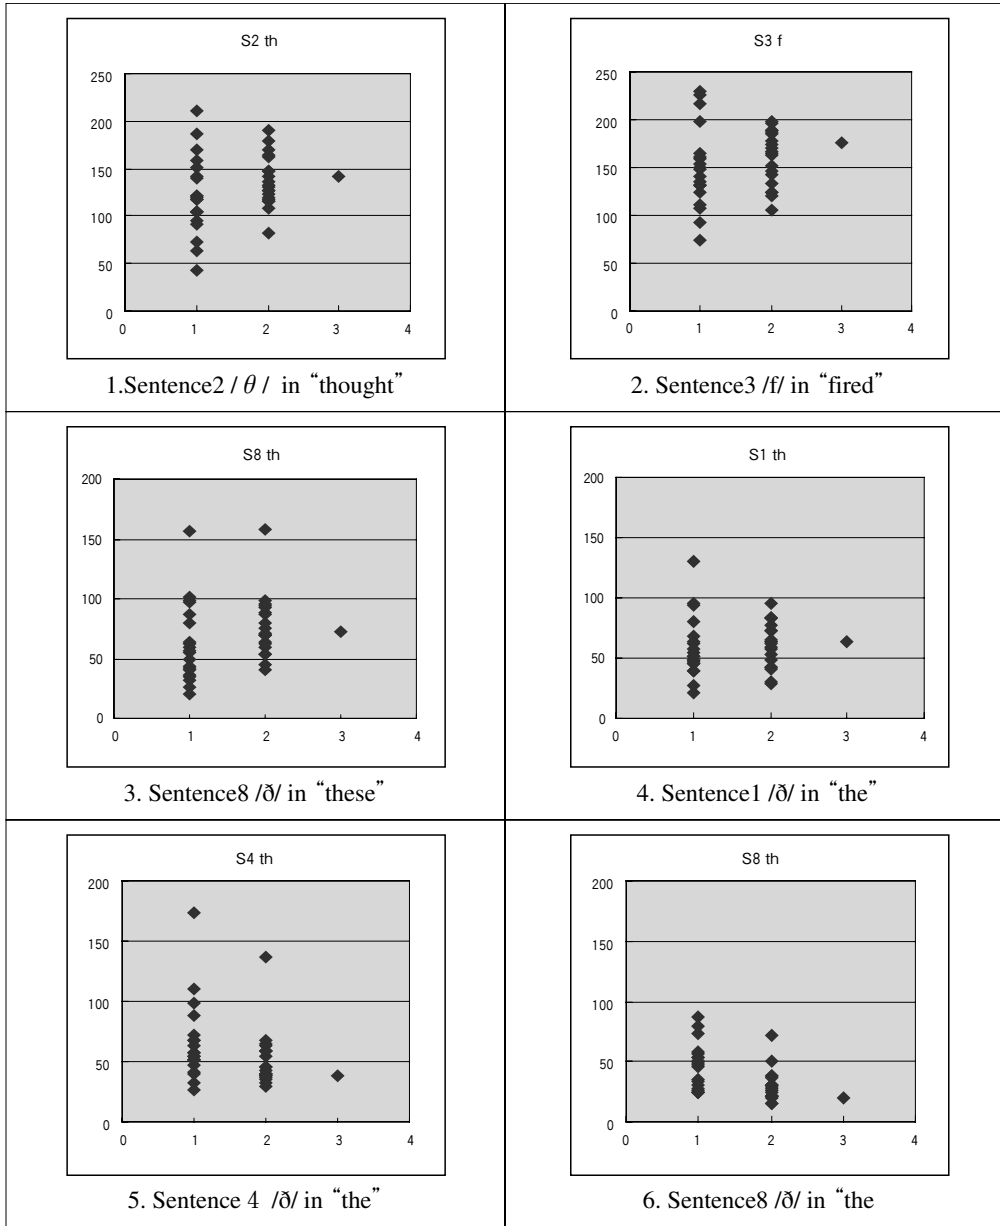 S2 th
250
200
150
100
50
0
0 1 2 3 4
1.Sentence2 / θ / in “thought”
S3 f
250
200
150
100
50
0
0 1 2 3 4
2. Sentence3 /f/ in “fired”
S8 th
200
150
100
50
0
0 1 2 3 4
3. Sentence8 /ð/ in “these”
S1 th
200
150
100
50
0
0 1 2 3 4
4. Sentence1 /ð/ in “the”
S4 th
200
150
100
50
0
0 1 2 3 4
5. Sentence 4 /ð/ in “the”
S8 th
200
150
100
50
0
0 1 2 3 4
6. Sentence8 /ð/ in “the